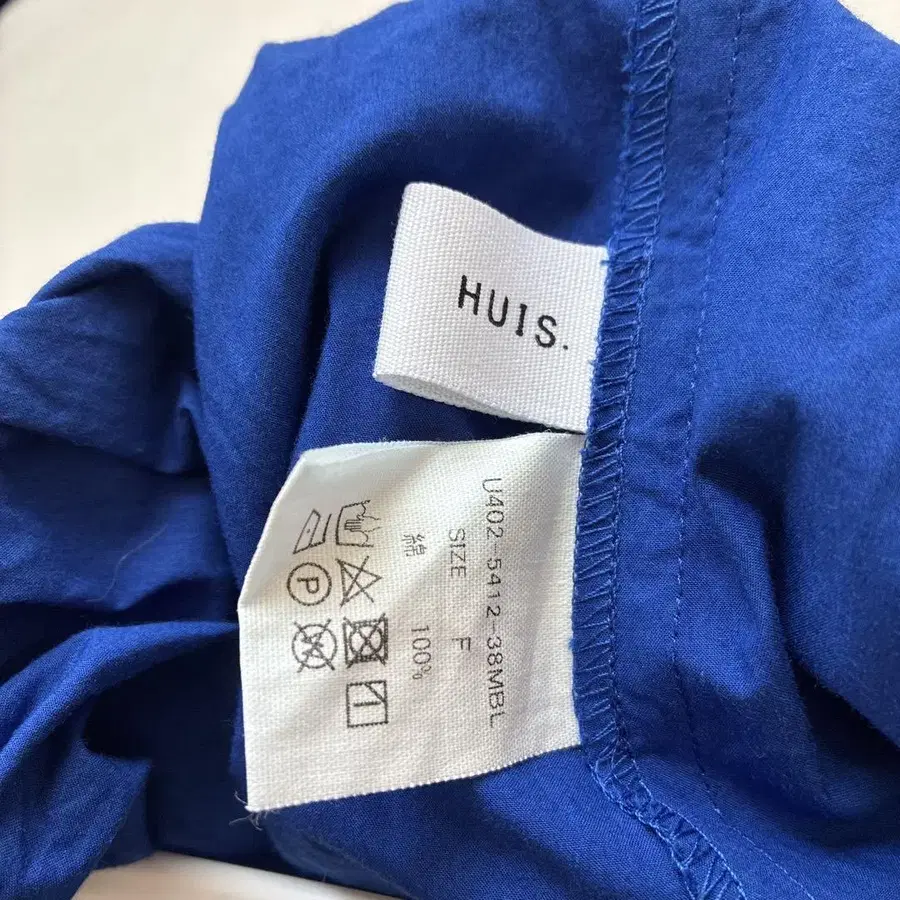 HUIS.
U402-5412-38MBL
SIZE F
綿 100%
P
W